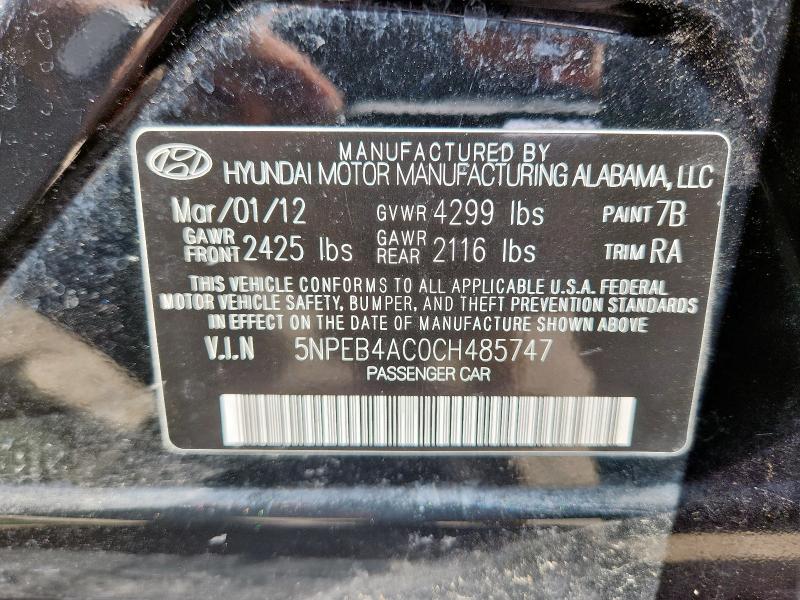 MANUFACTURED BY
HYUNDAI MOTOR MANUFACTURING ALABAMA, LLC
Mar/01/12 GVWR 4299 lbs PAINT 7B
GAWR FRONT 2425 lbs GAWR REAR 2116 lbs TRIM RA
THIS VEHICLE CONFORMS TO ALL APPLICABLE U.S.A. FEDERAL
MOTOR VEHICLE SAFETY, BUMPER, AND THEFT PREVENTION STANDARDS
IN EFFECT ON THE DATE OF MANUFACTURE SHOWN ABOVE
V.I.N 5NPEB4AC0CH485747
PASSENGER CAR